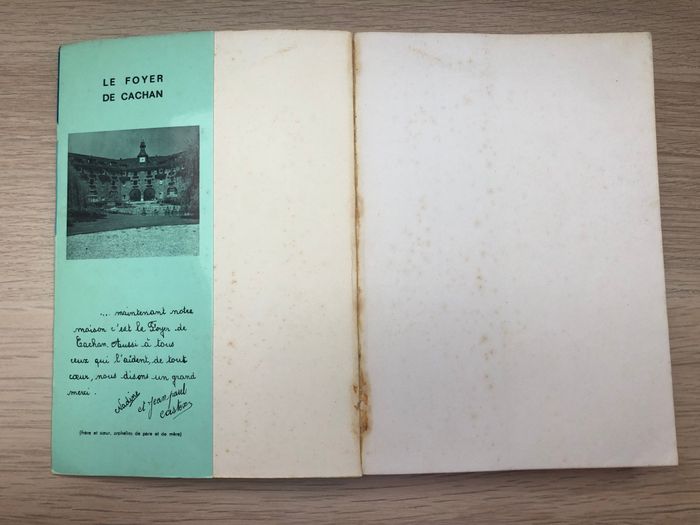 LE FOYER
DE CACHAN
... maintenant notre
maison c'est le Foyer de
Cachan. Aussi à tous
ceux qui l'aident, de tout
cœur, nous disons un grand
merci.
Nadine
et Jean Paul
(frère et sœur, orphelins de père et de mère)